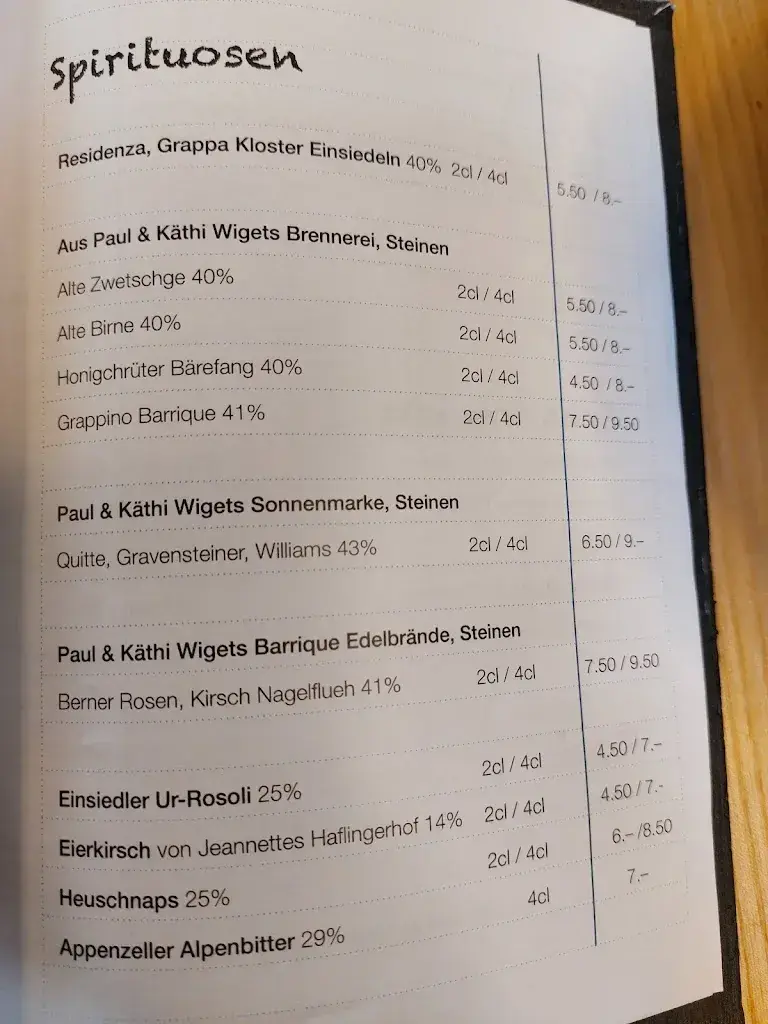 Spirituosen
Residenza, Grappa Kloster Einsiedeln 40% 2cl / 4cl 5.50 / 8.–
Aus Paul & Käthi Wigets Brennerei, Steinen
Alte Zwetschge 40% 2cl / 4cl 5.50 / 8.–
Alte Birne 40% 2cl / 4cl 5.50 / 8.–
Honigchrüter Bärefang 40% 2cl / 4cl 4.50 / 8.–
Grappino Barrique 41% 2cl / 4cl 7.50 / 9.50
Paul & Käthi Wigets Sonnenmarke, Steinen
Quitte, Gravensteiner, Williams 43% 2cl / 4cl 6.50 / 9.–
Paul & Käthi Wigets Barrique Edelbrände, Steinen
Berner Rosen, Kirsch Nagelflueh 41% 2cl / 4cl 7.50 / 9.50
Einsiedler Ur-Rosoli 25% 2cl / 4cl 4.50 / 7.–
Eierkirsch von Jeannettes Haflingerhof 14% 2cl / 4cl 4.50 / 7.-
Heuschnaps 25% 2cl / 4cl 6.– /8.50
Appenzeller Alpenbitter 29% 4cl 7.–